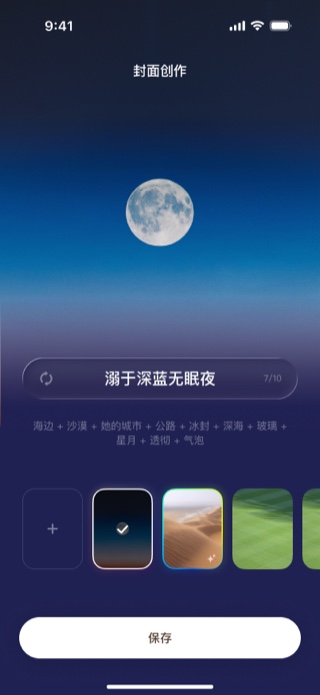 9:41
封面创作
溺于深蓝无眠夜
7/10
海边 + 沙漠 + 她的城市 + 公路 + 冰封 + 深海 + 玻璃 +
星月 + 透彻 + 气泡
保存